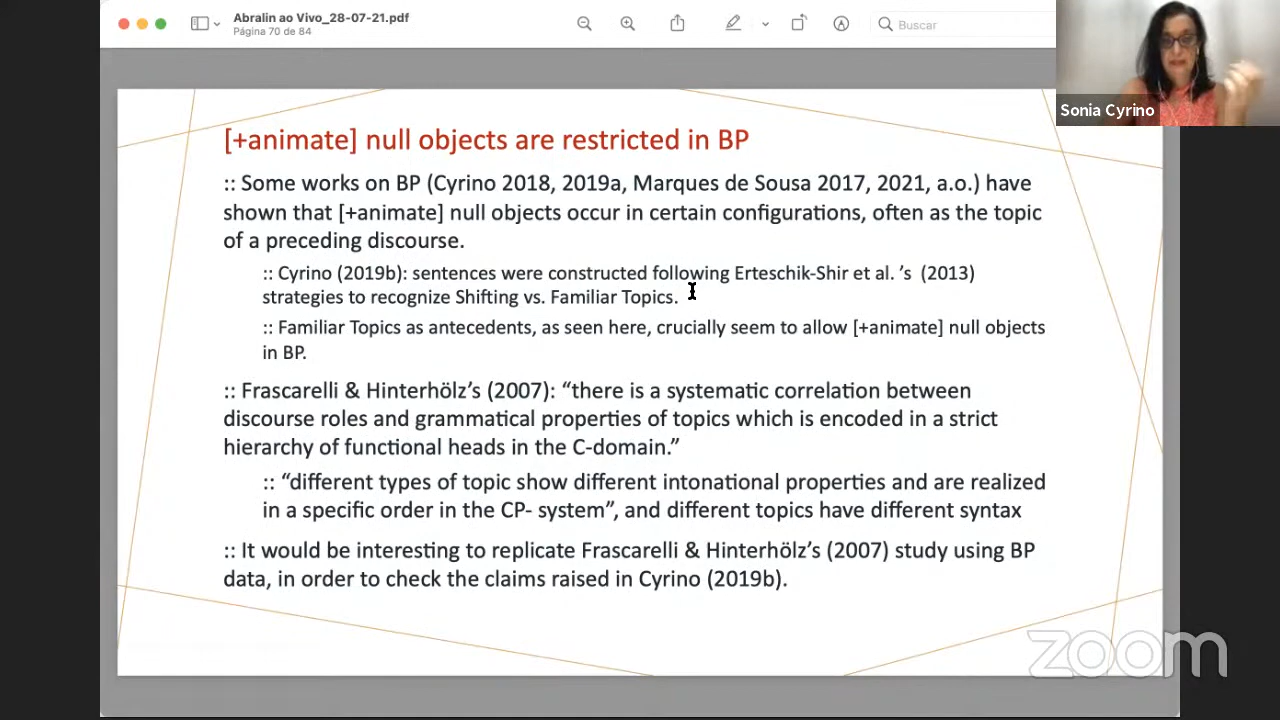 Abralin ao Vivo_28-07-21.pdf
Página 70 de 84
Buscar
Sonia Cyrino
[+animate] null objects are restricted in BP
:: Some works on BP (Cyrino 2018, 2019a, Marques de Sousa 2017, 2021, a.o.) have
shown that [+animate] null objects occur in certain configurations, often as the topic
of a preceding discourse.
:: Cyrino (2019b): sentences were constructed following Erteschik-Shir et al. ’s (2013)
strategies to recognize Shifting vs. Familiar Topics.
:: Familiar Topics as antecedents, as seen here, crucially seem to allow [+animate] null objects
in BP.
:: Frascarelli & Hinterhölz’s (2007): “there is a systematic correlation between
discourse roles and grammatical properties of topics which is encoded in a strict
hierarchy of functional heads in the C-domain.”
:: “different types of topic show different intonational properties and are realized
in a specific order in the CP- system”, and different topics have different syntax
:: It would be interesting to replicate Frascarelli & Hinterhölz’s (2007) study using BP
data, in order to check the claims raised in Cyrino (2019b).
zoom